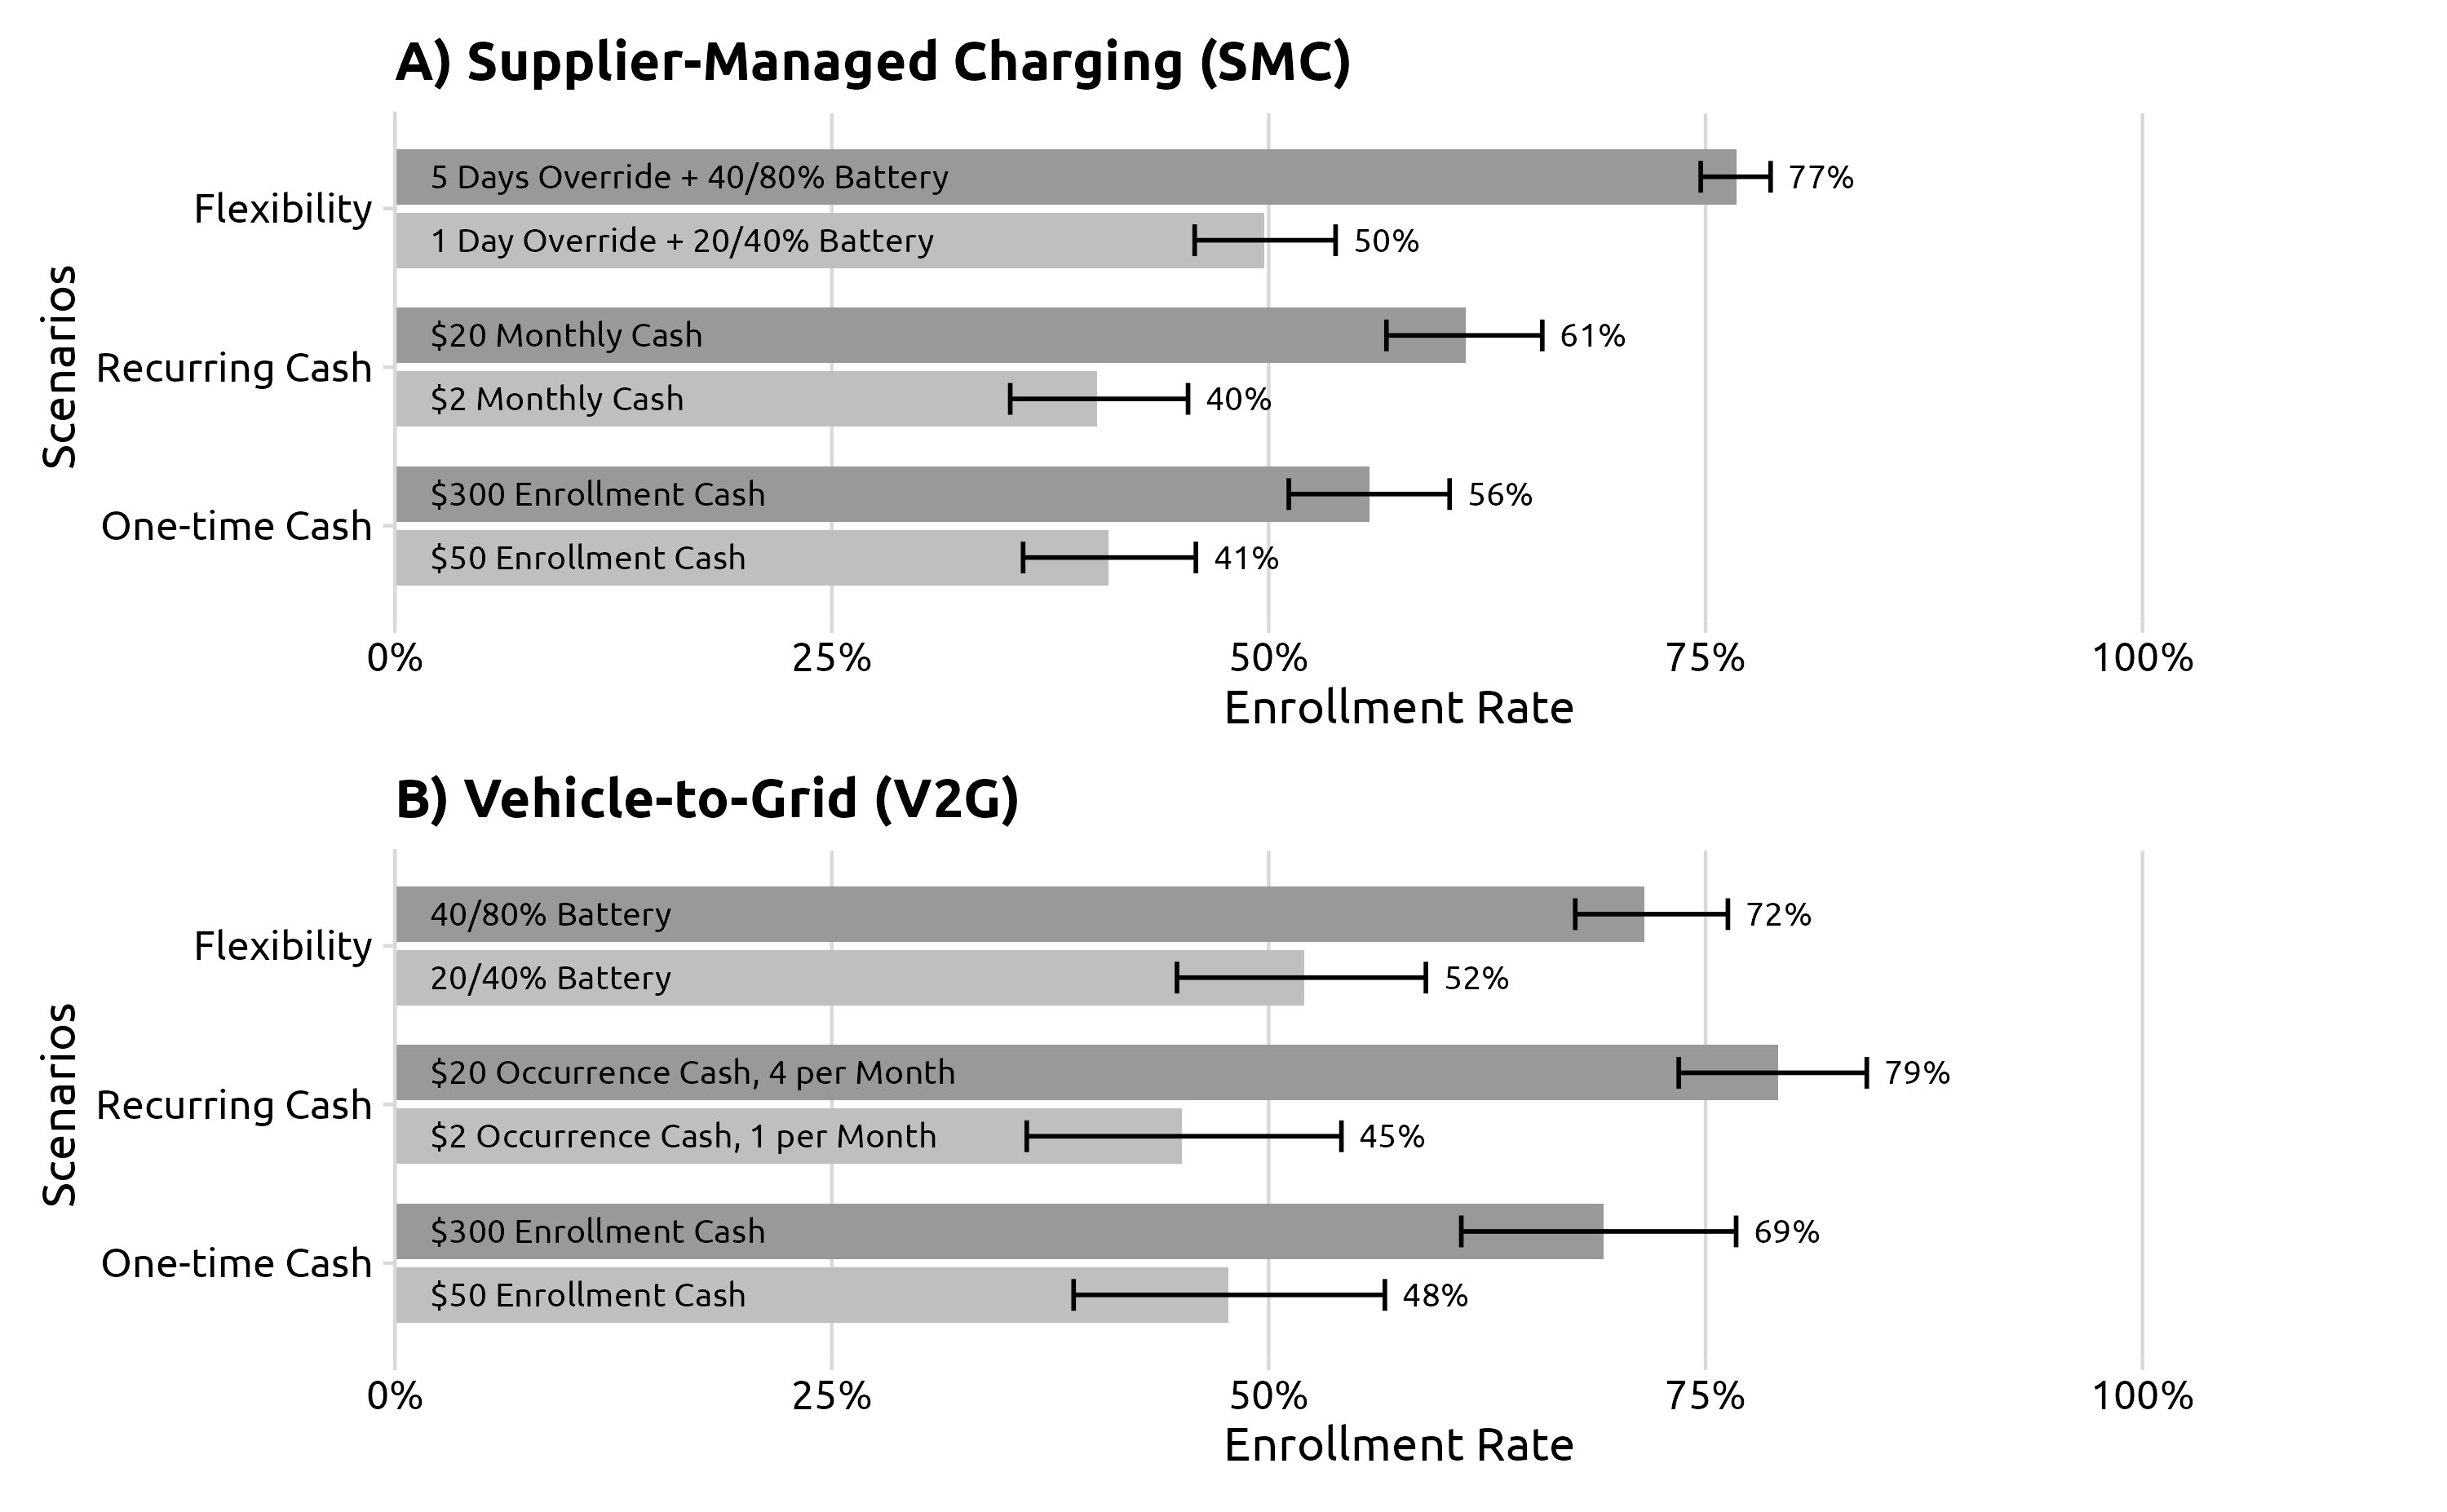 A) Supplier-Managed Charging (SMC)
Scenarios
Flexibility
5 Days Override + 40/80% Battery
77%
1 Day Override + 20/40% Battery
50%
Recurring Cash
$20 Monthly Cash
61%
$2 Monthly Cash
40%
One-time Cash
$300 Enrollment Cash
56%
$50 Enrollment Cash
41%
0% 25% 50% 75% 100%
Enrollment Rate
B) Vehicle-to-Grid (V2G)
Scenarios
Flexibility
40/80% Battery
72%
20/40% Battery
52%
Recurring Cash
$20 Occurrence Cash, 4 per Month
79%
$2 Occurrence Cash, 1 per Month
45%
One-time Cash
$300 Enrollment Cash
69%
$50 Enrollment Cash
48%
0% 25% 50% 75% 100%
Enrollment Rate